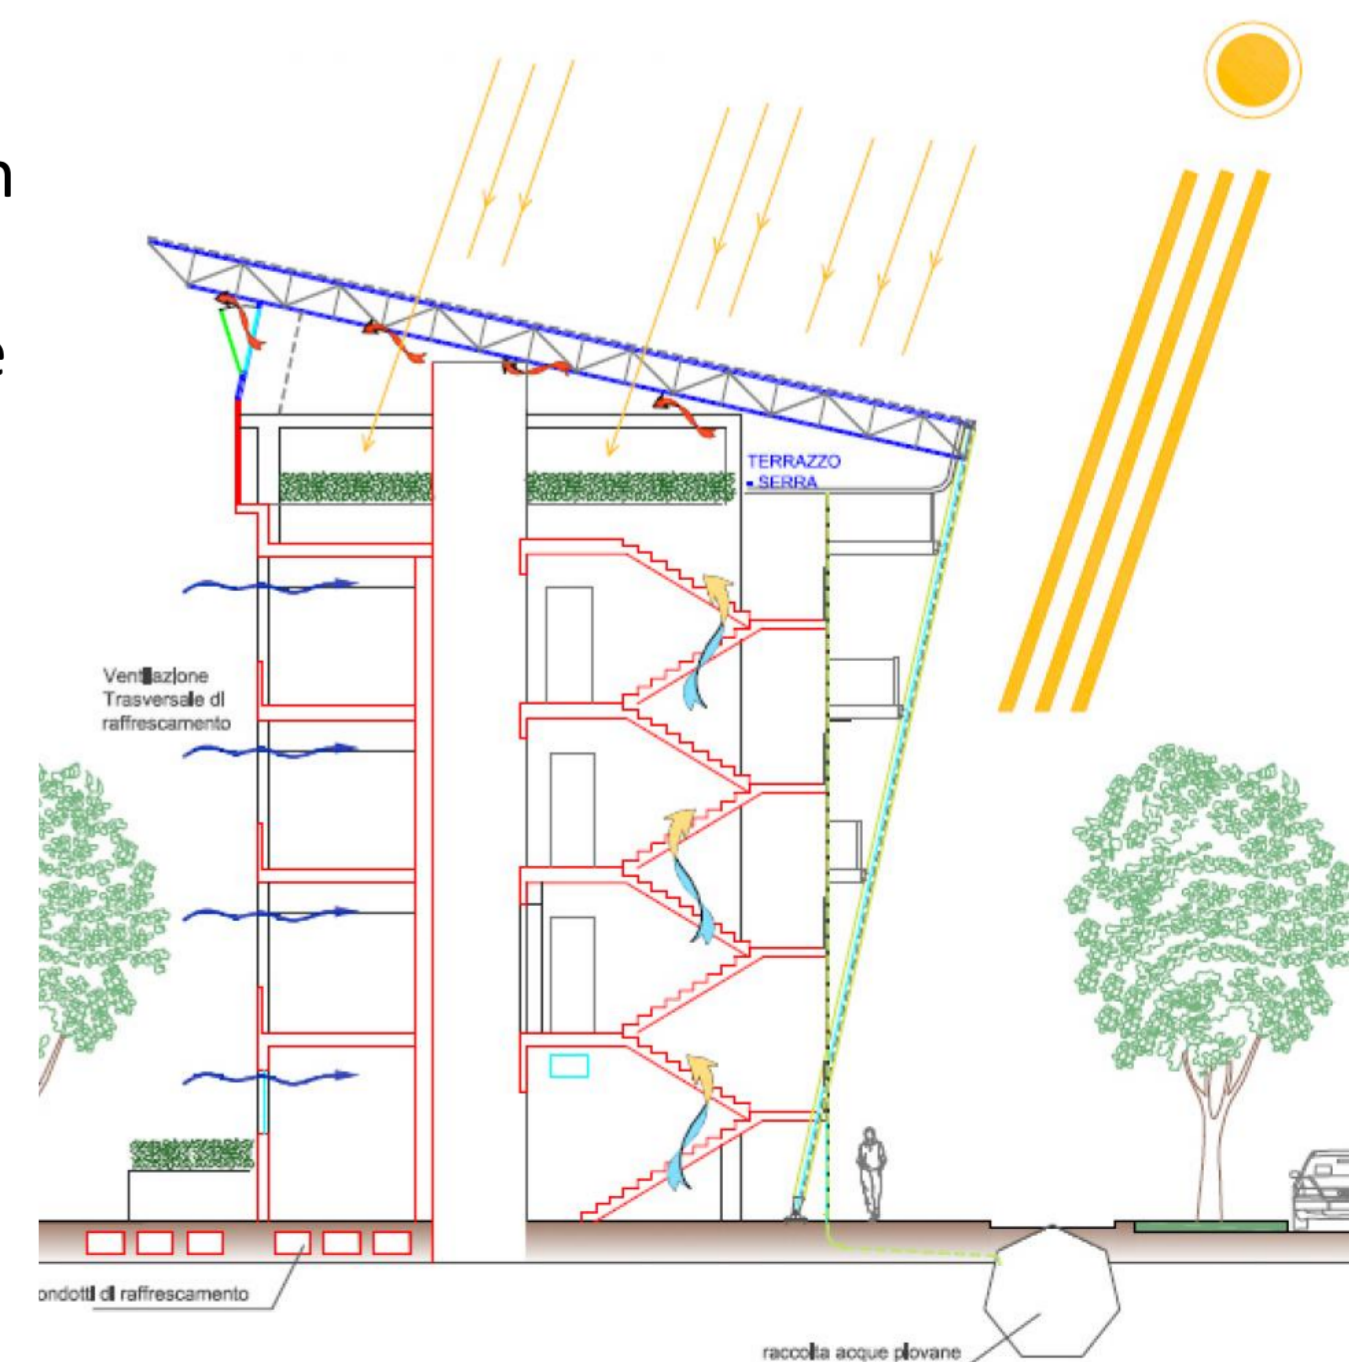 n
e
TERRAZZO
- SERRA
Ventilazione
Trasversale di
raffrescamento
ondotti di raffrescamento
raccolta acque piovane